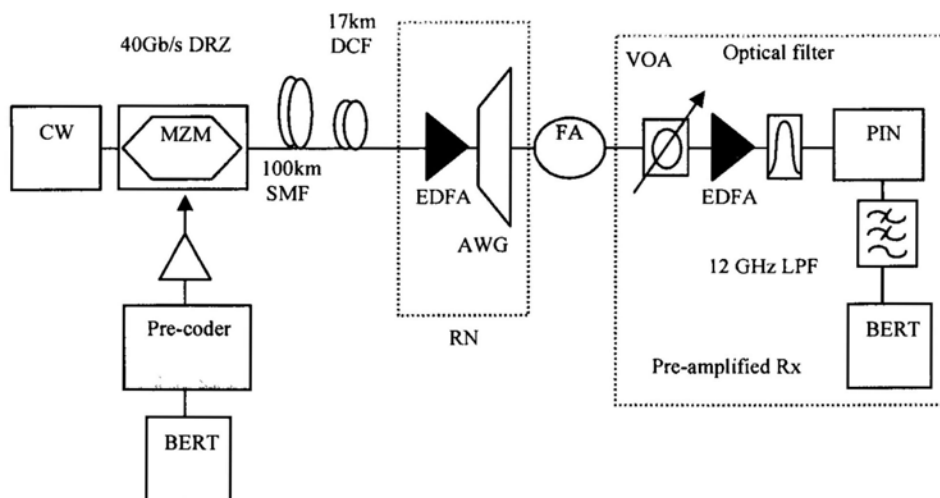 17km
DCF
40Gb/s DRZ
VOA
Optical filter
CW
MZM
FA
PIN
100km
SMF
EDFA
EDFA
AWG
12 GHz LPF
Pre-coder
RN
BERT
Pre-amplified Rx
BERT